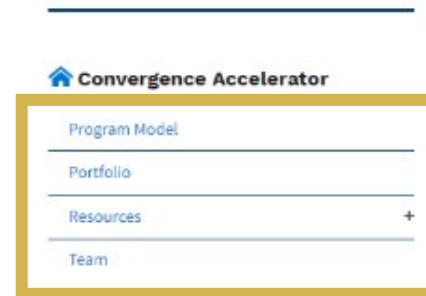 Convergence Accelerator
Program Model
Portfolio
Resources +
Team